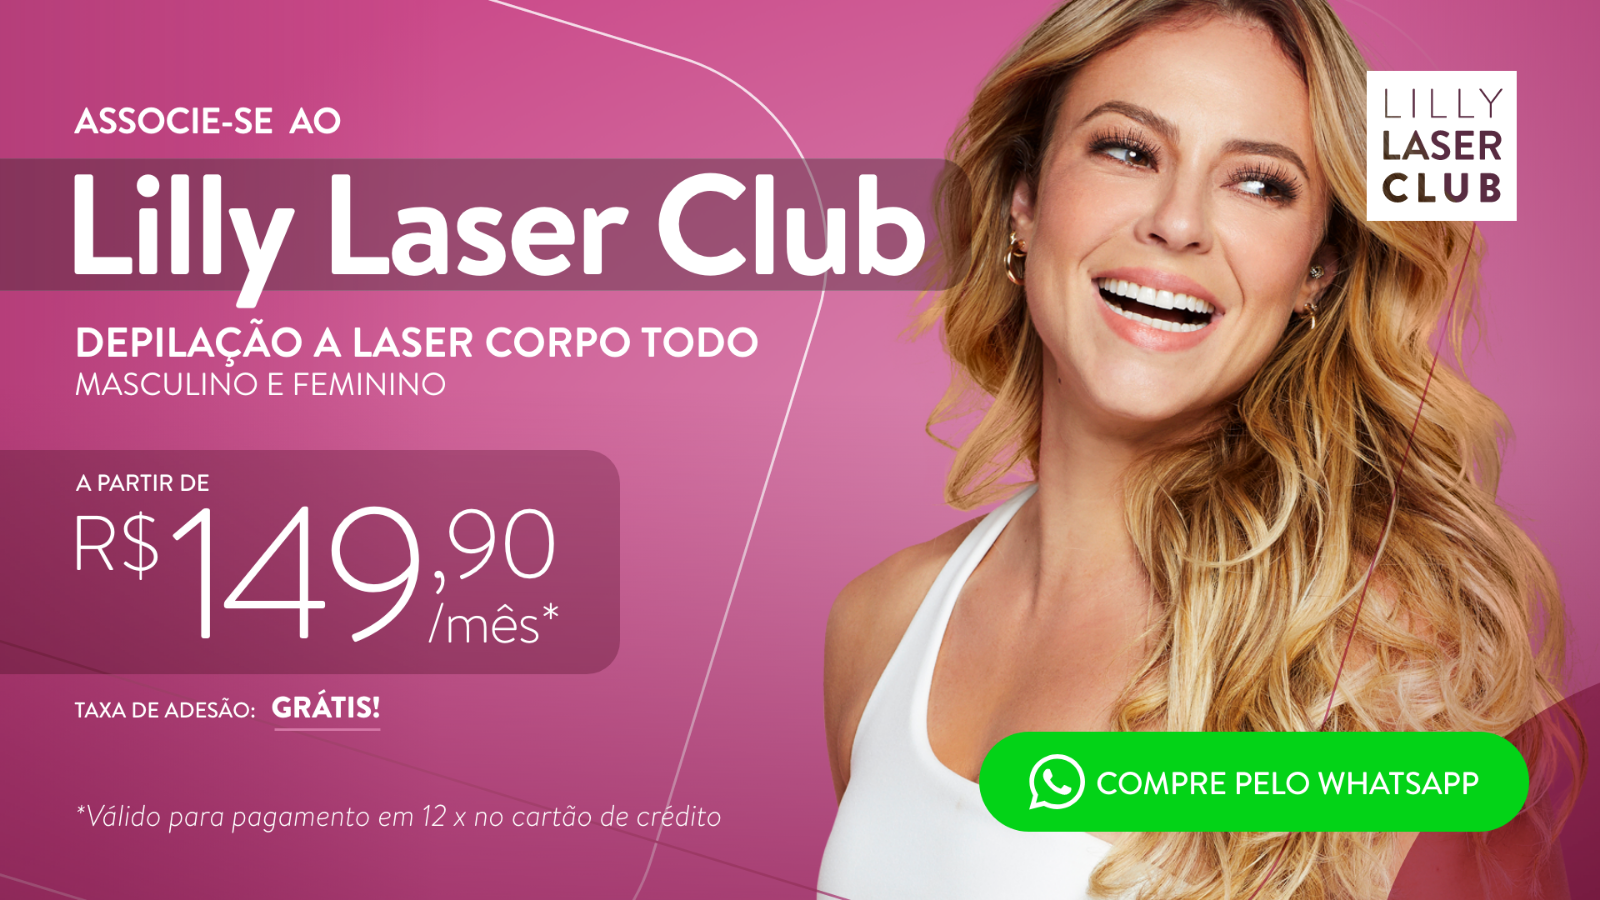 ASSOCIE-SE AO
Lilly Laser Club
DEPILAÇÃO A LASER CORPO TODO
MASCULINO E FEMININO
A PARTIR DE
R$149,90
/mês*
TAXA DE ADESÃO: GRÁTIS!
*Válido para pagamento em 12 x no cartão de crédito
LILLY
LASER
CLUB
COMPRE PELO WHATSAPP